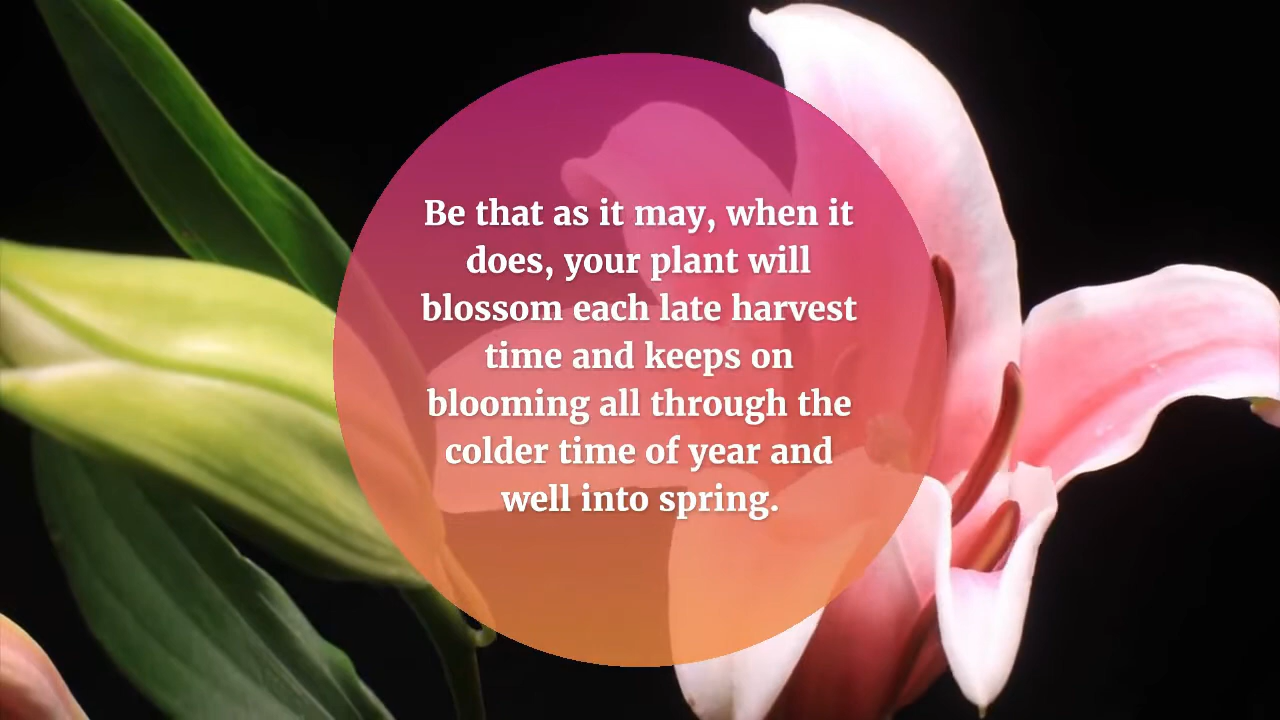 Be that as it may, when it
does, your plant will
blossom each late harvest
time and keeps on
blooming all through the
colder time of year and
well into spring.